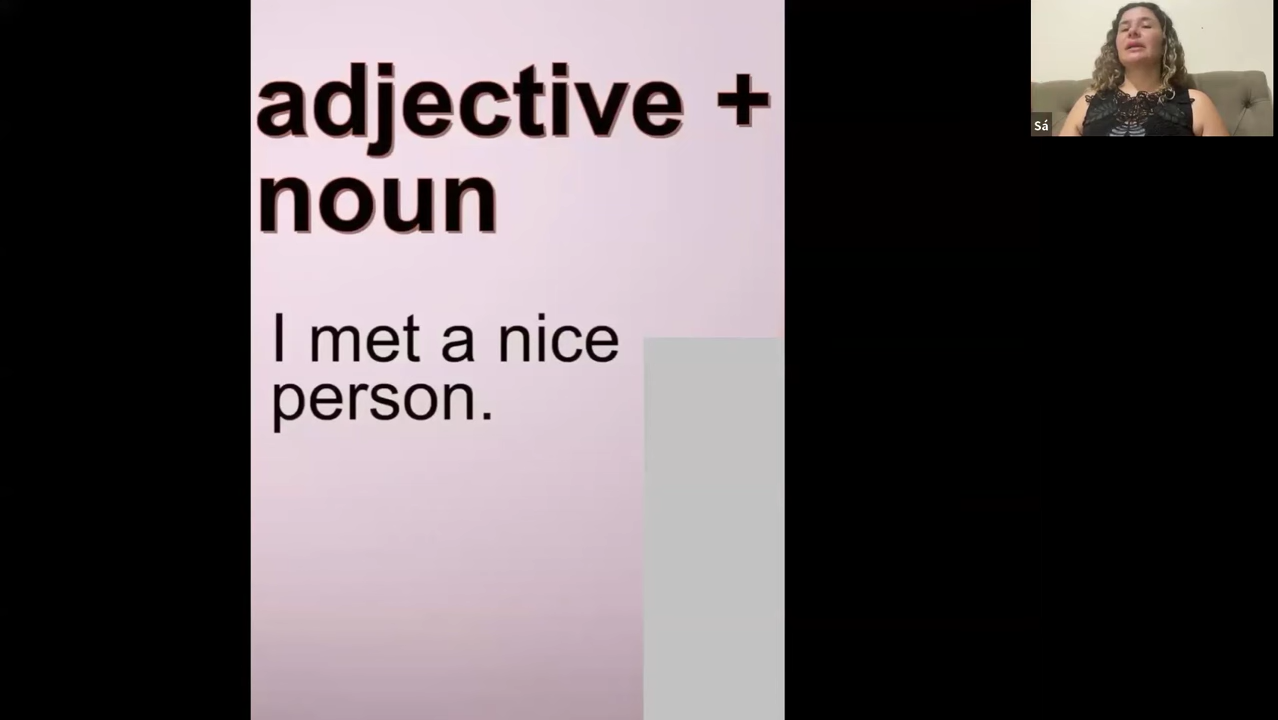 adjective +
noun
I met a nice
person.
Sá